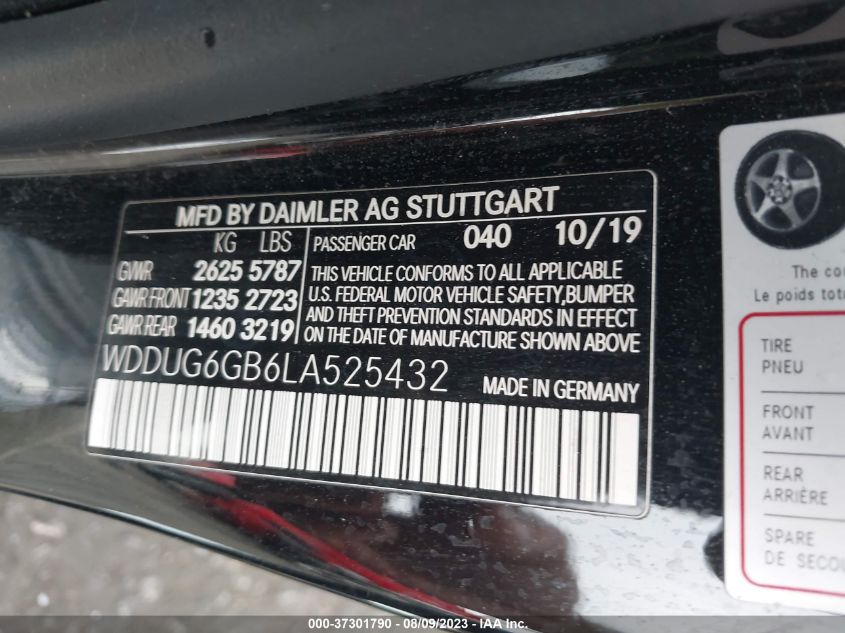 MFD BY DAIMLER AG STUTTGART
KG LBS
GVWR 2625 5787
GAWR FRONT 1235 2723
GAWR REAR 1460 3219
PASSENGER CAR 040 10/19
THIS VEHICLE CONFORMS TO ALL APPLICABLE
U.S. FEDERAL MOTOR VEHICLE SAFETY,BUMPER
AND THEFT PREVENTION STANDARDS IN EFFECT
ON THE DATE OF MANUFACTURE SHOWN ABOVE
WDDUG6GB6LA525432 MADE IN GERMANY
The
Le poids
TIRE
PNEU
FRONT
AVANT
REAR
ARRIÈRE
SPARE
DE
000-37301790 - 08/09/2023 - COPYRIGHT © 2023 IAA, Inc.